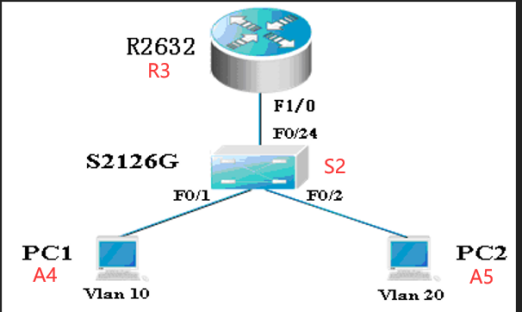 R2632
R3
F1/0
F0/24
S2126G
S2
F0/1
F0/2
PC1
A4
Vlan 10
PC2
A5
Vlan 20